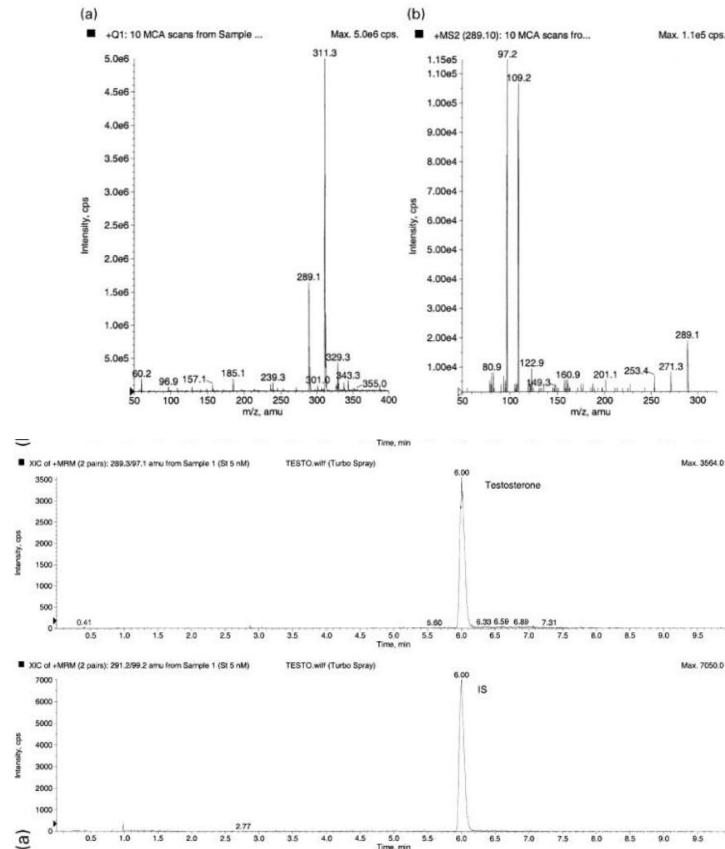 (a)
+Q1: 10 MCA scans from Sample ... Max. 5.0e6 cps.
311.3
5.0e6
4.5e6
4.0e6
3.5e6
3.0e6
2.5e6
2.0e6
1.5e6
1.0e6
5.0e5
289.1
329.3
60.2
96.9
157.1
185.1
239.3
301.0
343.3
355.0
50 100 150 200 250 300 350 400
m/z, amu
Intensity, cps
(b)
+MS2 (289.10): 10 MCA scans fro... Max. 1.1e5 cps.
97.2
109.2
1.15e5
1.10e5
1.00e5
9.00e4
8.00e4
7.00e4
6.00e4
5.00e4
4.00e4
3.00e4
2.00e4
1.00e4
289.1
80.9
122.9
149.3
160.9
201.1
253.4
271.3
50 100 150 200 250 300
m/z, amu
Intensity, cps
Time, min
XIC of +MRM (2 pairs): 289.3/97.1 amu from Sample 1 (St 5 nM) TESTO.wiff (Turbo Spray) Max. 3564.0
6.00
Testosterone
3500
3000
2500
2000
1500
1000
500
0
0.41
5.60
6.33 6.59 6.89 7.31
0.5 1.0 1.5 2.0 2.5 3.0 3.5 4.0 4.5 5.0 5.5 6.0 6.5 7.0 7.5 8.0 8.5 9.0 9.5
Time, min
Intensity, cps
XIC of +MRM (2 pairs): 291.2/99.2 amu from Sample 1 (St 5 nM) TESTO.wiff (Turbo Spray) Max. 7050.0
6.00
IS
7000
6000
5000
4000
3000
2000
1000
0
2.77
0.5 1.0 1.5 2.0 2.5 3.0 3.5 4.0 4.5 5.0 5.5 6.0 6.5 7.0 7.5 8.0 8.5 9.0 9.5
Time, min
Intensity, cps
(a)